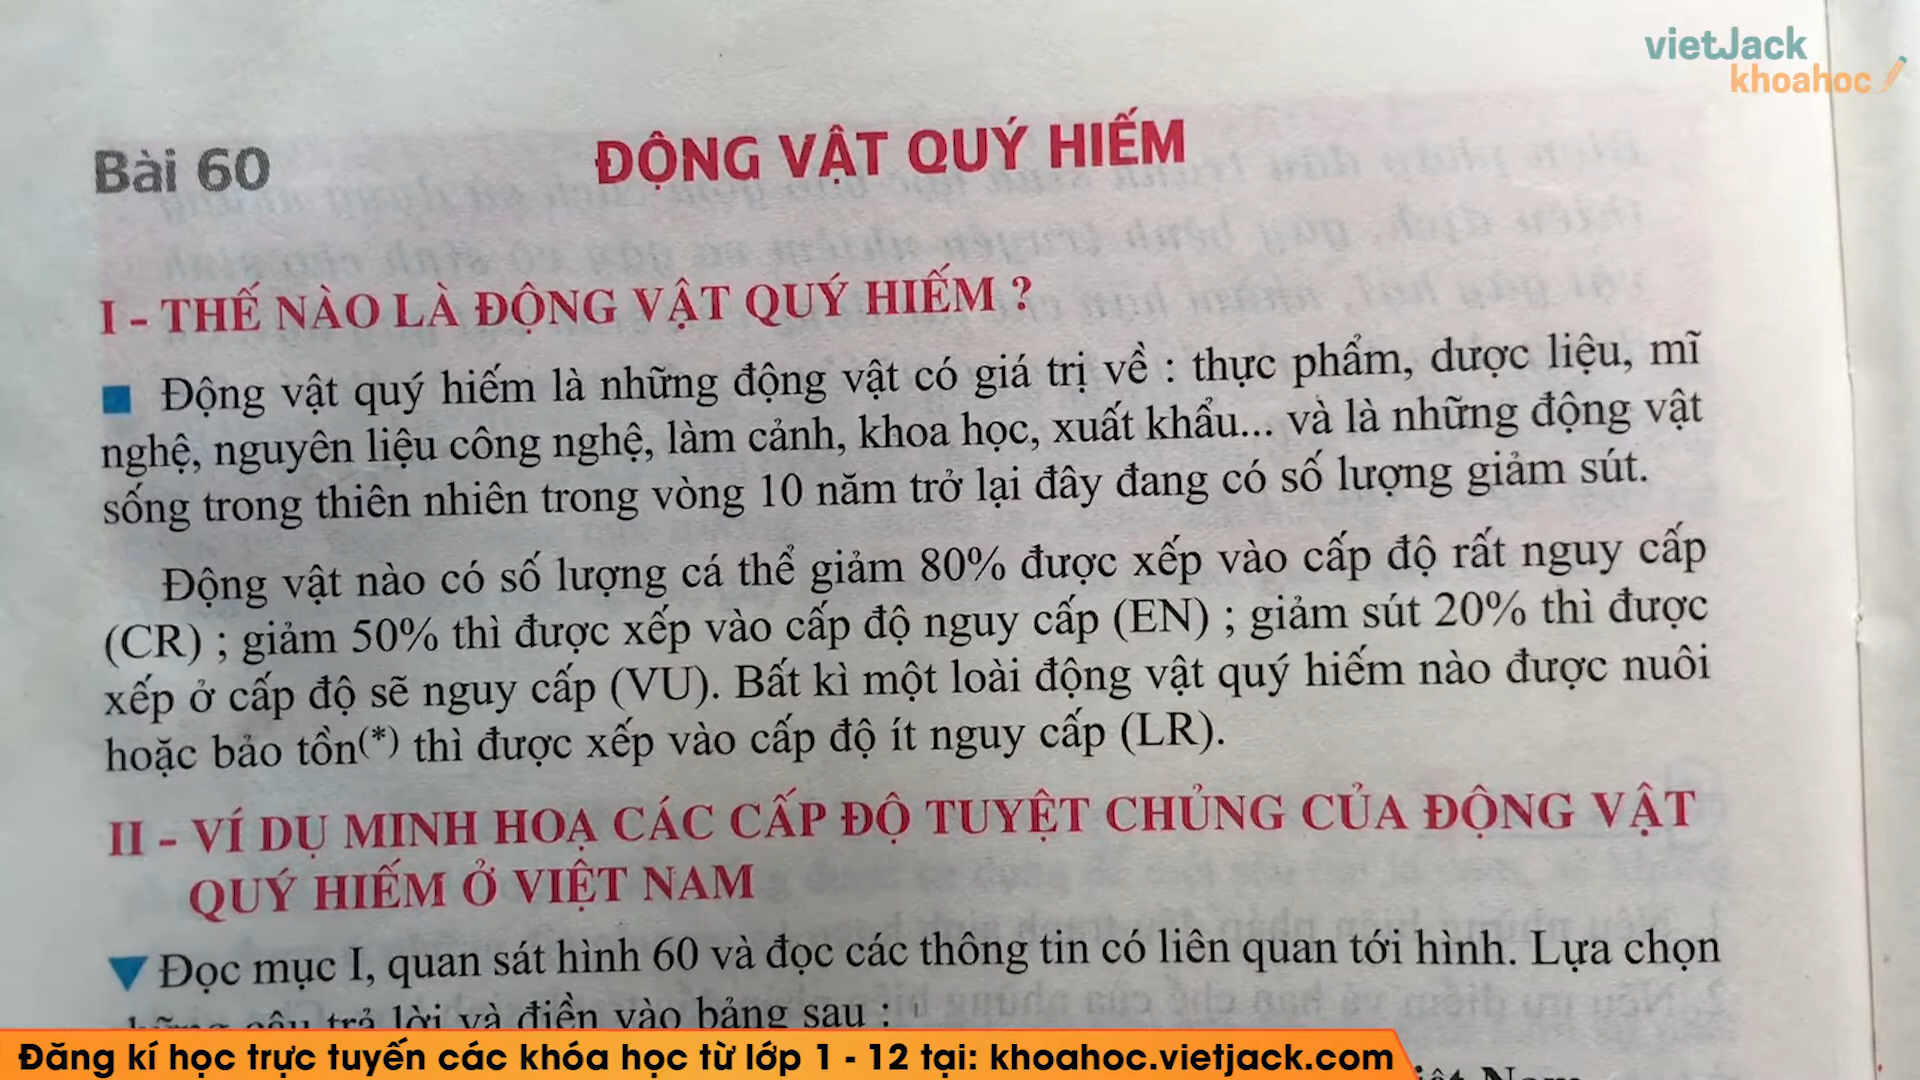 vietJack
khoahoc
Bài 60
ĐỘNG VẬT QUÝ HIẾM
I - THẾ NÀO LÀ ĐỘNG VẬT QUÝ HIẾM ?
Động vật quý hiếm là những động vật có giá trị về : thực phẩm, dược liệu, mĩ
nghệ, nguyên liệu công nghệ, làm cảnh, khoa học, xuất khẩu... và là những động vật
sống trong thiên nhiên trong vòng 10 năm trở lại đây đang có số lượng giảm sút.
Động vật nào có số lượng cá thể giảm 80% được xếp vào cấp độ rất nguy cấp
(CR) ; giảm 50% thì được xếp vào cấp độ nguy cấp (EN) ; giảm sút 20% thì được
xếp ở cấp độ sẽ nguy cấp (VU). Bất kì một loài động vật quý hiếm nào được nuôi
hoặc bảo tồn(*) thì được xếp vào cấp độ ít nguy cấp (LR).
II - VÍ DỤ MINH HOẠ CÁC CẤP ĐỘ TUYỆT CHỦNG CỦA ĐỘNG VẬT
QUÝ HIẾM Ở VIỆT NAM
Đọc mục I, quan sát hình 60 và đọc các thông tin có liên quan tới hình. Lựa chọn
câu trả lời và điền vào bảng sau :
Đăng kí học trực tuyến các khóa học từ lớp 1 - 12 tại: khoahoc.vietjack.com
Nam